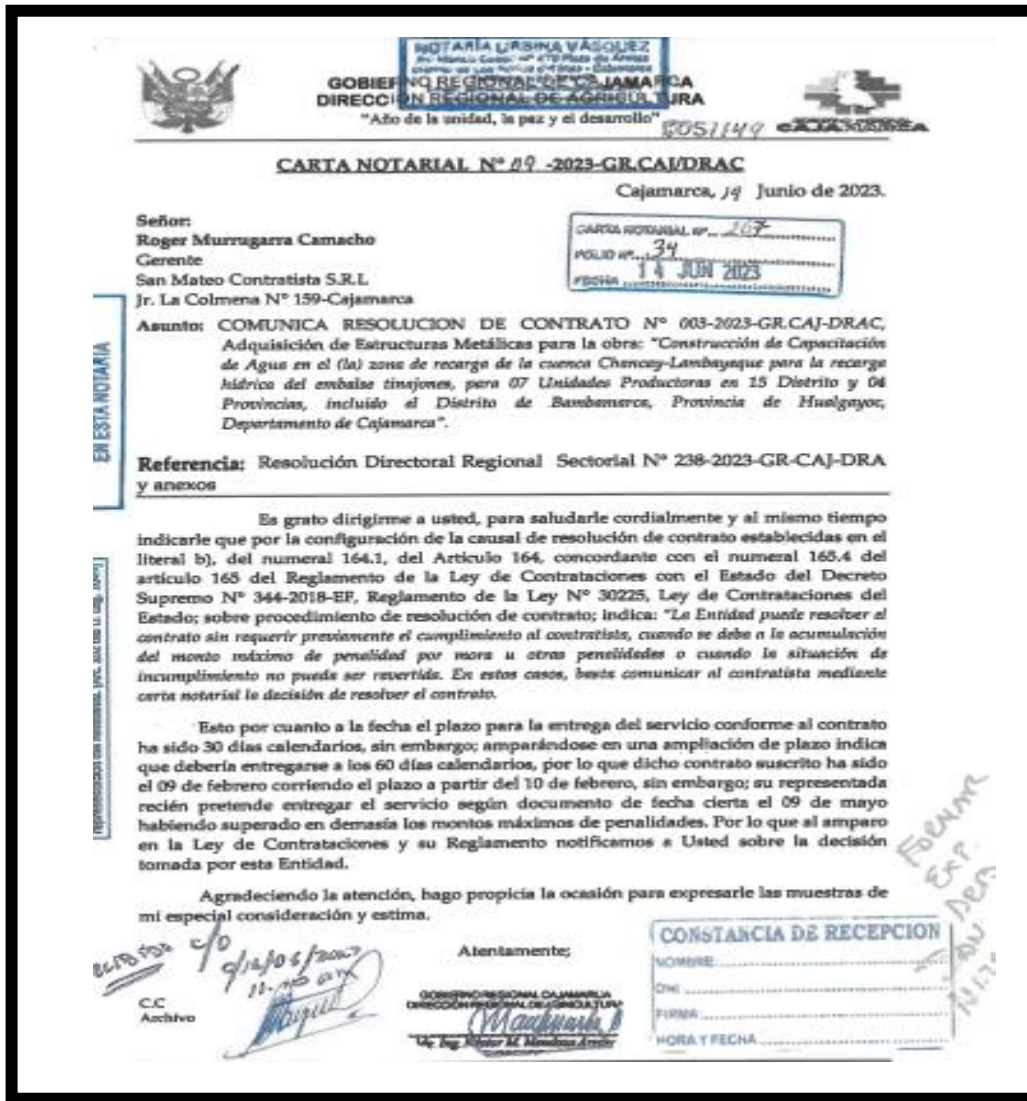 NOTARÍA URBINA VÁSQUEZ
GOBIERNO REGIONAL DE CAJAMARCA
DIRECCIÓN REGIONAL DE AGRICULTURA
"Año de la unidad, la paz y el desarrollo"
CAJAMARCA
CARTA NOTARIAL Nº 09 -2023-GR.CAJ/DRAC
Cajamarca, 14 Junio de 2023.
Señor:
Roger Murrugarra Camacho
Gerente
San Mateo Contratista S.R.L
Jr. La Colmena Nº 159-Cajamarca
CARTA NOTARIAL Nº 267
FOLIO Nº 34
FECHA 14 JUN 2023
EN ESTA NOTARIA
Asunto: COMUNICA RESOLUCION DE CONTRATO Nº 003-2023-GR.CAJ-DRAC,
Adquisición de Estructuras Metálicas para la obra: "Construcción de Capacitación
de Agua en el (la) zona de recarga de la cuenca Chancay-Lambayeque para la recarga
hídrica del embalse tinajones, para 07 Unidades Productoras en 15 Distrito y 04
Provincias, incluido el Distrito de Bambamarca, Provincia de Hualgayoc,
Departamento de Cajamarca".
Referencia: Resolución Directoral Regional Sectorial Nº 238-2023-GR-CAJ-DRA
y anexos
Es grato dirigirme a usted, para saludarle cordialmente y al mismo tiempo
indicarle que por la configuración de la causal de resolución de contrato establecidas en el
literal b), del numeral 164.1, del Artículo 164, concordante con el numeral 165.4 del
artículo 165 del Reglamento de la Ley de Contrataciones con el Estado del Decreto
Supremo Nº 344-2018-EF, Reglamento de la Ley Nº 30225, Ley de Contrataciones del
Estado; sobre procedimiento de resolución de contrato; indica: "La Entidad puede resolver el
contrato sin requerir previamente el cumplimiento al contratista, cuando se deba a la acumulación
del monto máximo de penalidad por mora u otras penalidades o cuando la situación de
incumplimiento no pueda ser revertida. En estos casos, basta comunicar al contratista mediante
carta notarial la decisión de resolver el contrato.
Esto por cuanto a la fecha el plazo para la entrega del servicio conforme al contrato
ha sido 30 días calendarios, sin embargo; amparándose en una ampliación de plazo indica
que debería entregarse a los 60 días calendarios, por lo que dicho contrato suscrito ha sido
el 09 de febrero corriendo el plazo a partir del 10 de febrero, sin embargo; su representada
recién pretende entregar el servicio según documento de fecha cierta el 09 de mayo
habiendo superado en demasía los montos máximos de penalidades. Por lo que al amparo
en la Ley de Contrataciones y su Reglamento notificamos a Usted sobre la decisión
tomada por esta Entidad.
Agradeciendo la atención, hago propicia la ocasión para expresarle las muestras de
mi especial consideración y estima.
Atentamente;
C.C
Archivo
GOBIERNO REGIONAL CAJAMARCA
DIRECCIÓN REGIONAL DE AGRICULTURA
CONSTANCIA DE RECEPCION
NOMBRE:
DNI:
FIRMA:
HORA Y FECHA